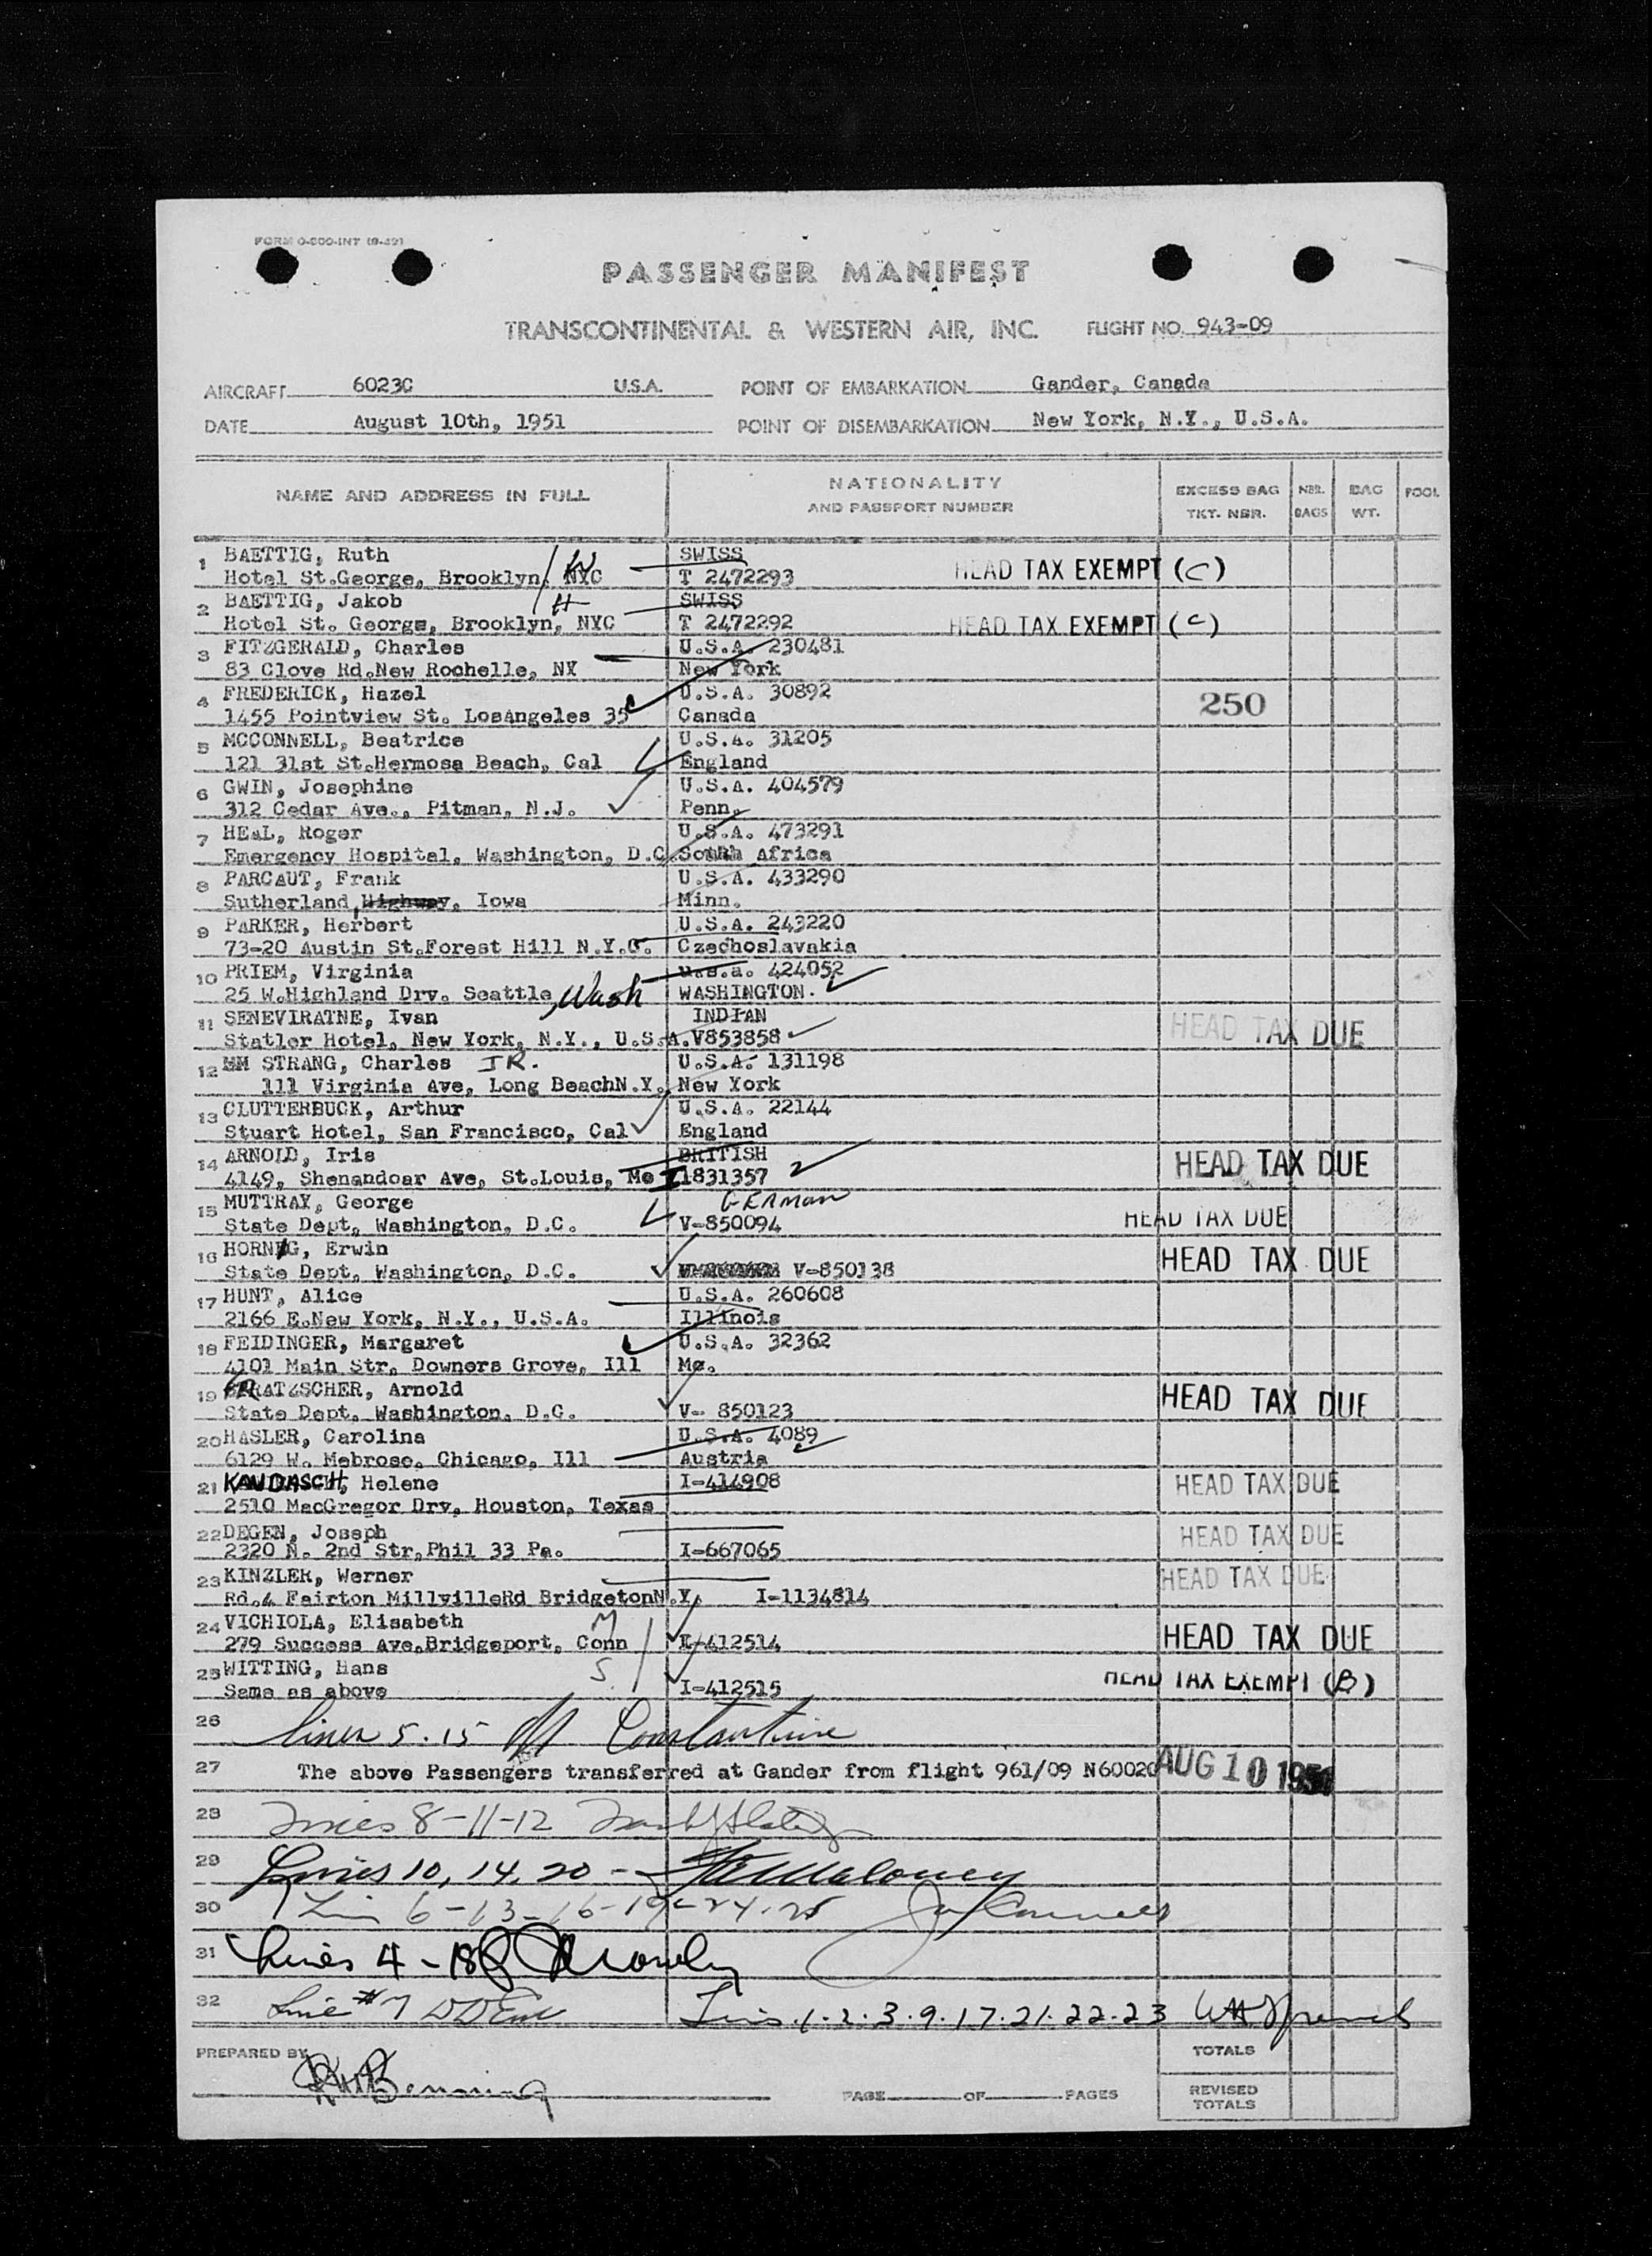 FORM O-800-INT (8-49)
PASSENGER MANIFEST
TRANSCONTINENTAL & WESTERN AIR, INC. FLIGHT NO. 943-09
AIRCRAFT 6023C U.S.A. POINT OF EMBARKATION Gander, Canada
DATE August 10th, 1951 POINT OF DISEMBARKATION New York, N.Y., U.S.A.
NAME AND ADDRESS IN FULL NATIONALITY AND PASSPORT NUMBER EXCESS BAG TKT. NBR. NBR. BAGS BAG WT. POOL
1 BAETTIG, Ruth W SWISS
Hotel St.George, Brooklyn, NYC T 2472293 HEAD TAX EXEMPT (C)
2 BAETTIG, Jakob H SWISS
Hotel St. George, Brooklyn, NYC T 2472292 HEAD TAX EXEMPT (C)
3 FITZGERALD, Charles U.S.A. 230481
83 Clove Rd.New Rochelle, NY New York
4 FREDERICK, Hazel U.S.A. 30892
1455 Pointview St. LosAngeles 35 Canada 250
5 MCCONNELL, Beatrice U.S.A. 31205
121 31st St.Hermosa Beach, Cal England
6 GWIN, Josephine U.S.A. 404579
312 Cedar Ave., Pitman, N.J. Penn.
7 HEAL, Roger U.S.A. 473291
Emergency Hospital, Washington, D.C. South Africa
8 PARCAUT, Frank U.S.A. 433290
Sutherland, Highway, Iowa Minn.
9 PARKER, Herbert U.S.A. 243220
73-20 Austin St.Forest Hill N.Y.C. Czechoslavakia
10 PRIEM, Virginia U.S.A. 424052
25 W.Highland Drv. Seattle, Wash WASHINGTON.
11 SENEVIRATNE, Ivan INDIAN
Statler Hotel, New York, N.Y., U.S.A. V853858 HEAD TAX DUE
12 MM STRANG, Charles JR. U.S.A. 131198
111 Virginia Ave, Long BeachN.Y. New York
13 CLUTTERBUCK, Arthur U.S.A. 22144
Stuart Hotel, San Francisco, Cal England
14 ARNOLD, Iris BRITISH
4149, Shenandoar Ave, St.Louis, Mo I1831357 HEAD TAX DUE
15 MUTTRAY, George GERMAN
State Dept, Washington, D.C. V-850094 HEAD TAX DUE
16 HORNIG, Erwin
State Dept, Washington, D.C. V-850138 HEAD TAX DUE
17 HUNT, Alice U.S.A. 260608
2166 E.New York, N.Y., U.S.A. Illinois
18 FEIDINGER, Margaret U.S.A. 32362
4101 Main Str, Downers Grove, Ill Mo.
19 GRATZSCHER, Arnold
State Dept, Washington, D.C. V- 850123 HEAD TAX DUE
20 HASLER, Carolina U.S.A. 4089
6129 W. Mebrose, Chicago, Ill Austria
21 KAUDASCH, Helene I-414908 HEAD TAX DUE
2510 MacGregor Drv, Houston, Texas
22 DEGEN, Joseph HEAD TAX DUE
2320 N. 2nd Str,Phil 33 Pa. I-667065
23 KINZLER, Werner HEAD TAX DUE
Rd.4 Fairton MillvilleRd BridgetonN.Y. I-1134814
24 VICHIOLA, Elisabeth M
279 Success Ave,Bridgeport, Conn I-412514 HEAD TAX DUE
25 WITTING, Hans S
Same as above I-412515 HEAD TAX EXEMPT (B)
26 Lines 5.15 Constantine
27 The above Passengers transferred at Gander from flight 961/09 N6002C AUG 10 1951
28 Lines 8-11-12
29 Lines 10, 14, 20 - Maloney
30 Lin 6-13-16-19-24-25
31 Lines 4-18
32 Line #7 Lines 1.2.3.9.17.21.22.23
PREPARED BY PAGE OF PAGES TOTALS
REVISED TOTALS